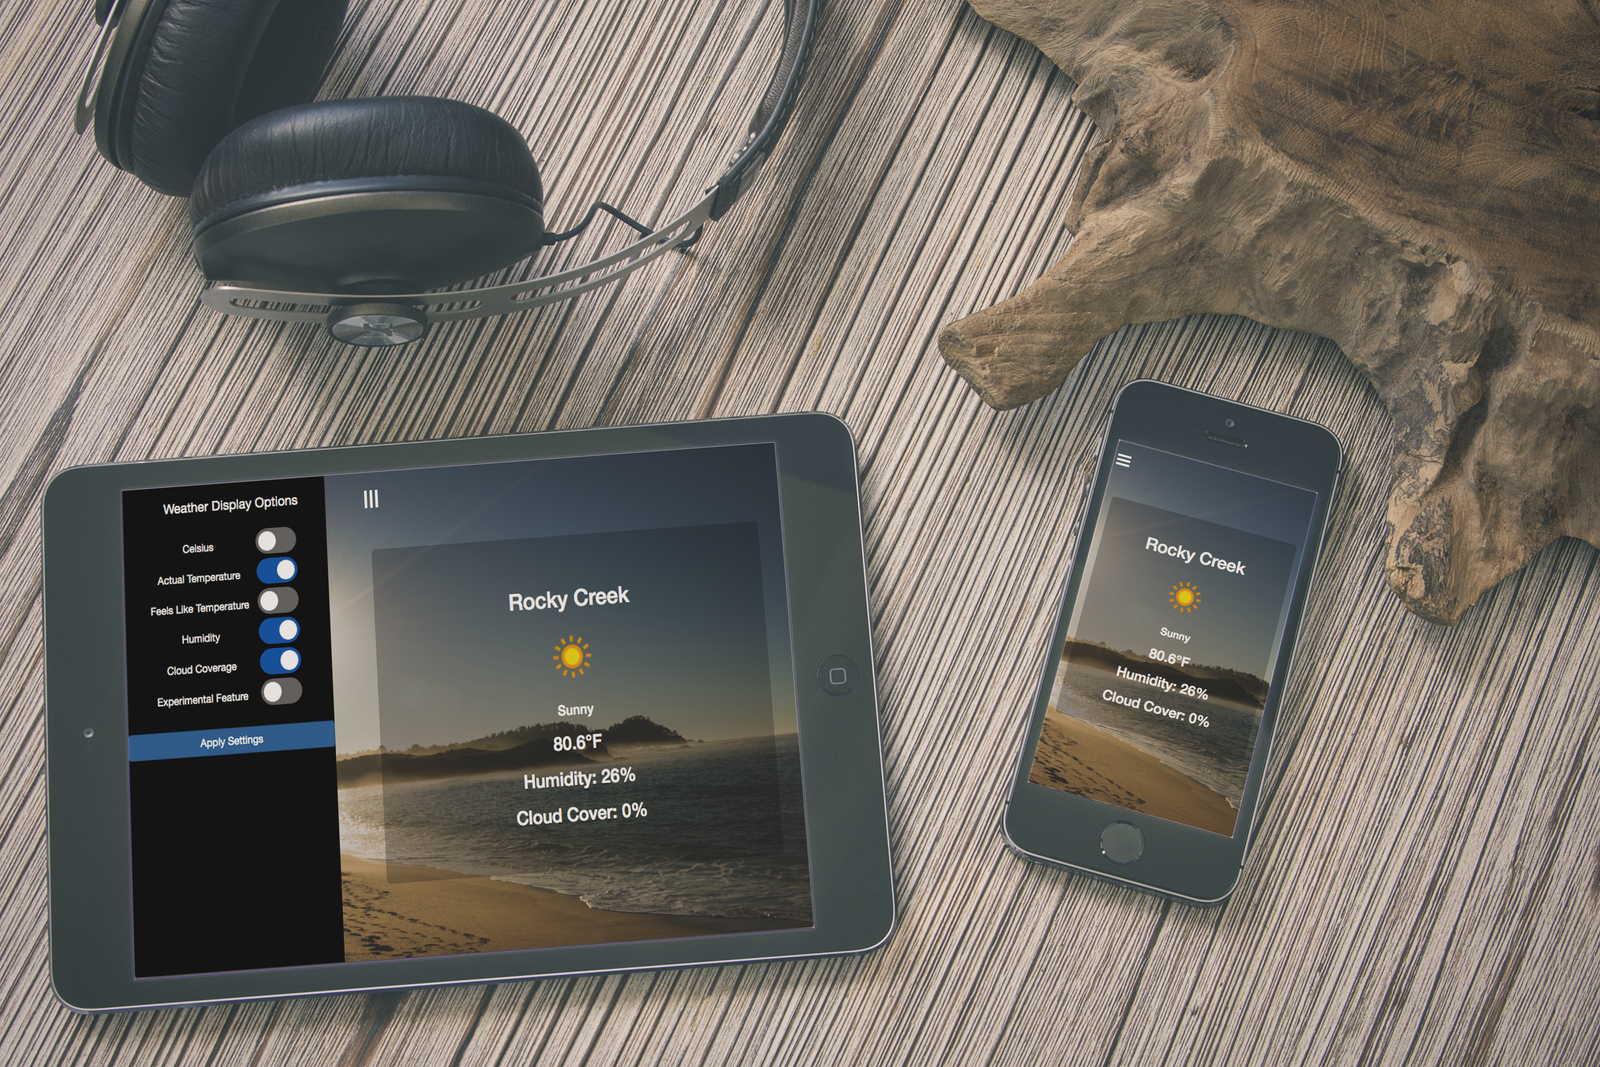 Weather Display Options
Celsius
Actual Temperature
Feels Like Temperature
Humidity
Cloud Coverage
Experimental Feature
Apply Settings
Rocky Creek
Sunny
80.6°F
Humidity: 26%
Cloud Cover: 0%
Rocky Creek
Sunny
80.6°F
Humidity: 26%
Cloud Cover: 0%